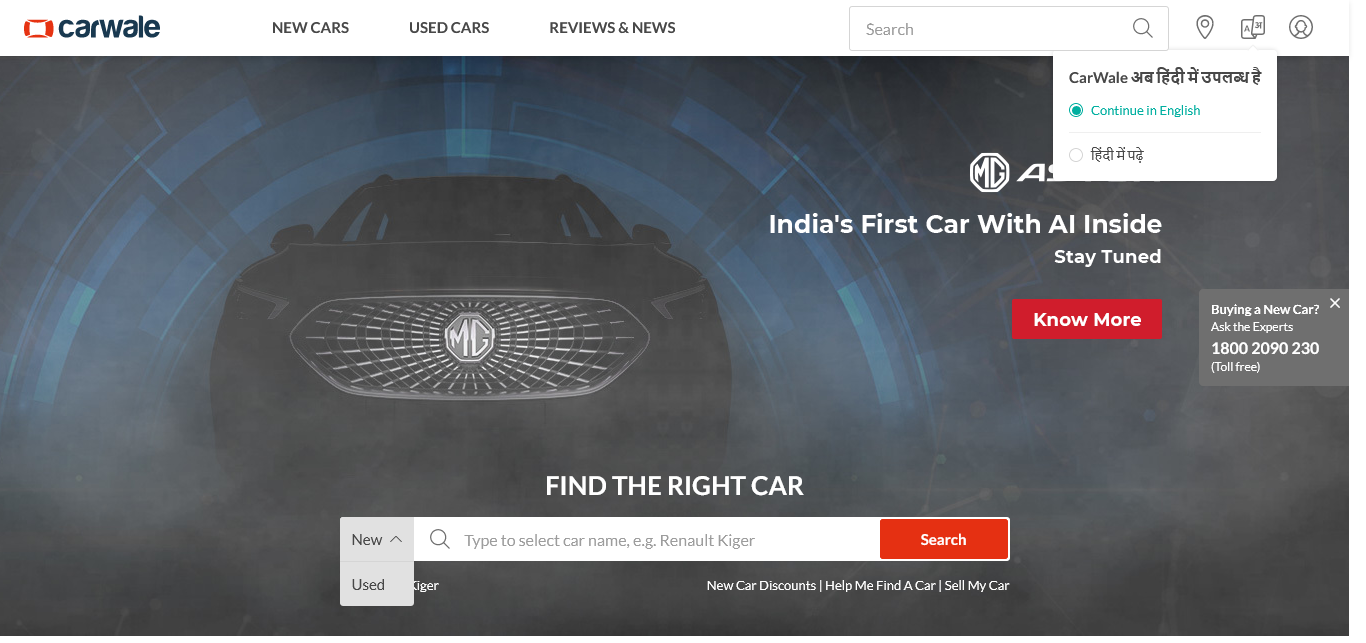 carwale
NEW CARS
USED CARS
REVIEWS & NEWS
Search
CarWale अब हिंदी में उपलब्ध है
Continue in English
हिंदी में पढ़े
MG
India's First Car With AI Inside
Stay Tuned
Know More
Buying a New Car?
Ask the Experts
1800 2090 230
(Toll free)
MG
FIND THE RIGHT CAR
New
Type to select car name, e.g. Renault Kiger
Search
Used
Kiger
New Car Discounts | Help Me Find A Car | Sell My Car